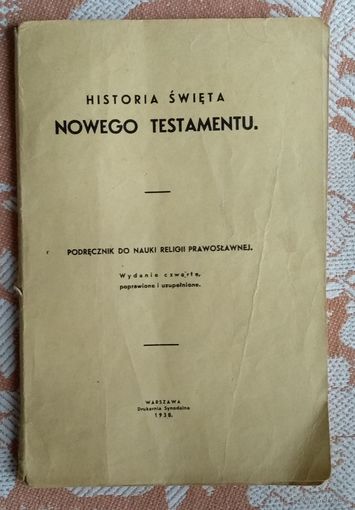 HISTORIA ŚWIĘTA
NOWEGO TESTAMENTU.
PODRĘCZNIK DO NAUKI RELIGII PRAWOSŁAWNEJ.
Wydanie czwarte,
poprawione i uzupełnione.
WARSZAWA
Drukarnia Synodalna
1938.